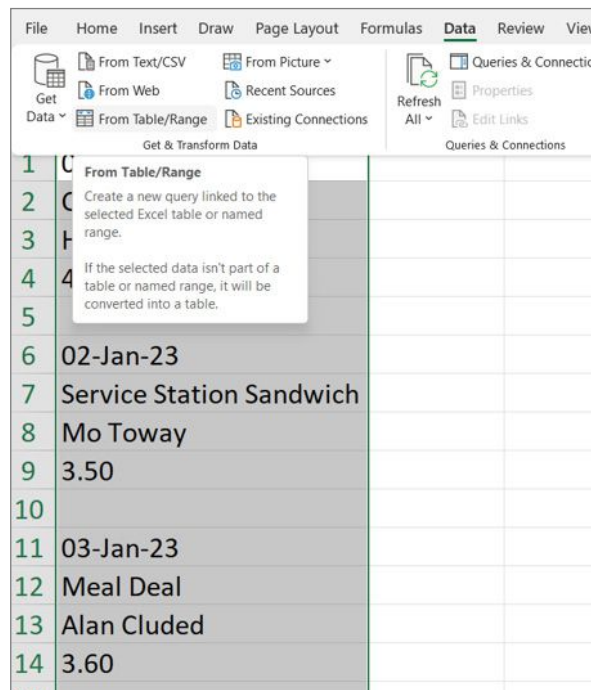 File Home Insert Draw Page Layout Formulas Data Review View
From Text/CSV From Picture
From Web Recent Sources
Get Data From Table/Range Existing Connections
Refresh All
Queries & Connectio
Properties
Edit Links
Get & Transform Data Queries & Connections
1
From Table/Range
Create a new query linked to the
selected Excel table or named
range.
If the selected data isn't part of a
table or named range, it will be
converted into a table.
2
3
4 4
5
6 02-Jan-23
7 Service Station Sandwich
8 Mo Toway
9 3.50
10
11 03-Jan-23
12 Meal Deal
13 Alan Cluded
14 3.60